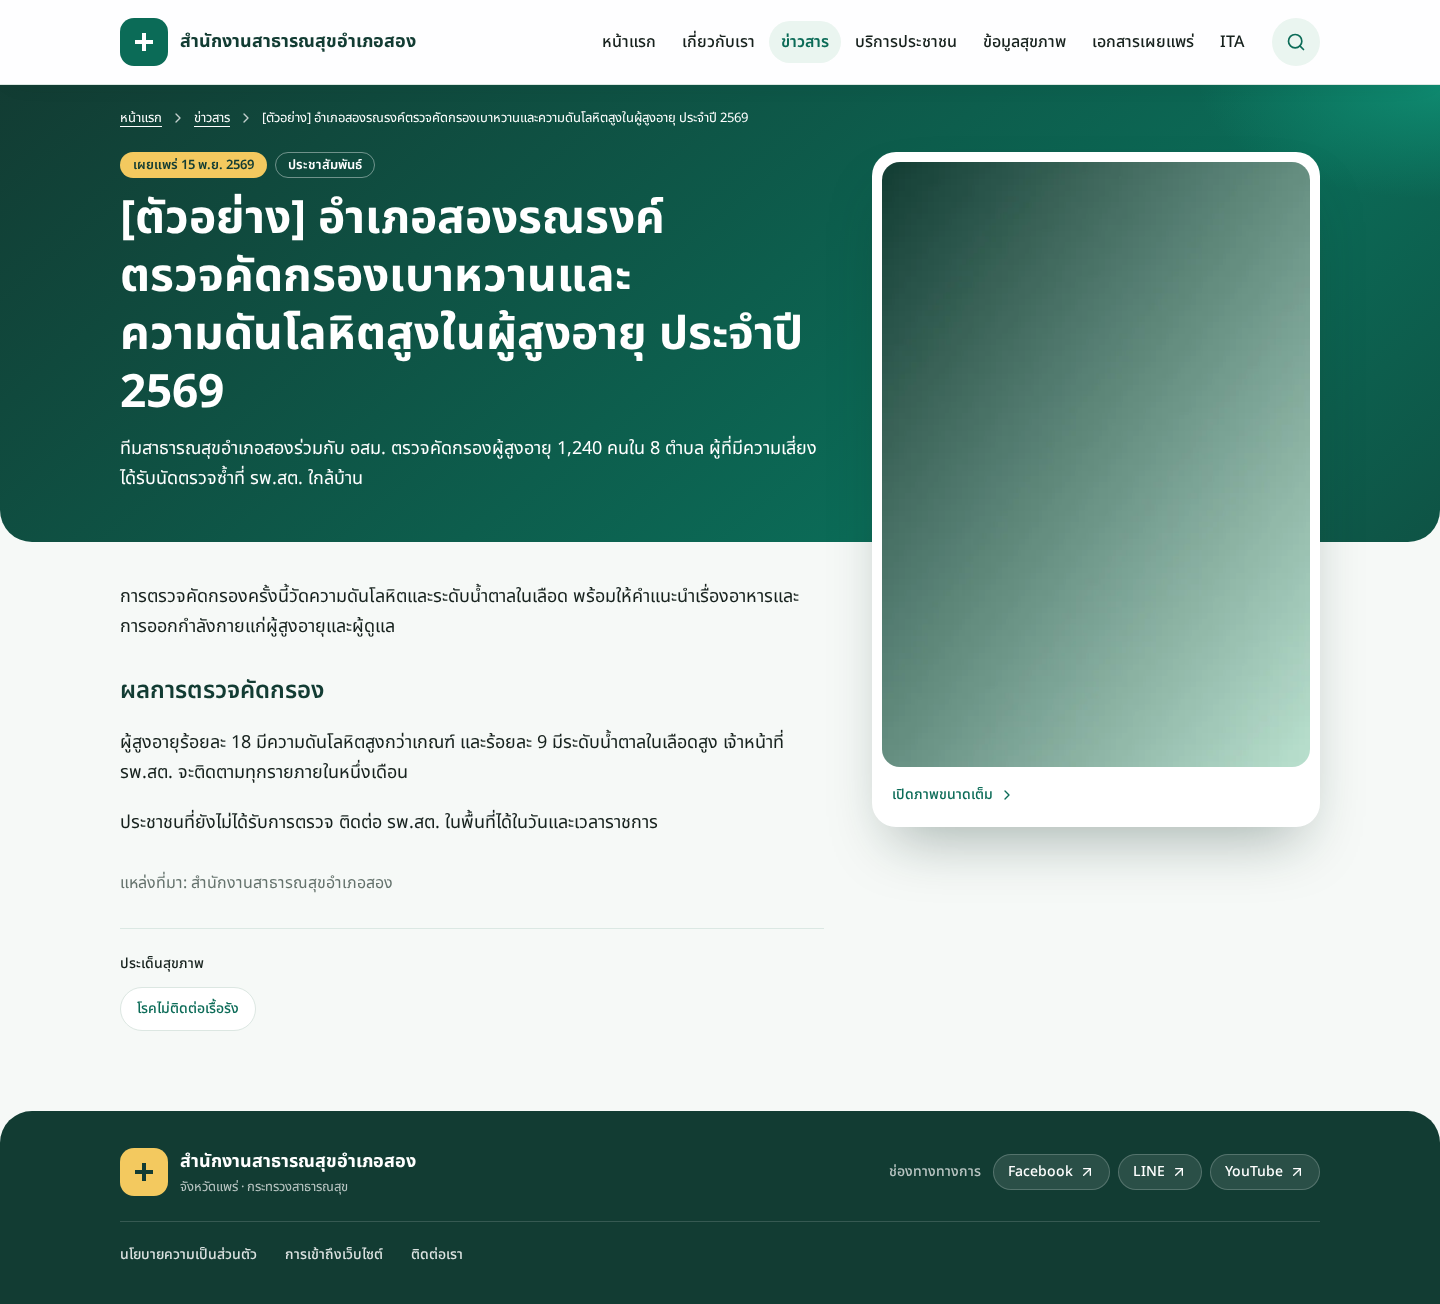 สำนักงานสาธารณสุขอำเภอสอง
หน้าแรก เกี่ยวกับเรา ข่าวสาร บริการประชาชน ข้อมูลสุขภาพ เอกสารเผยแพร่ ITA
หน้าแรก ข่าวสาร [ตัวอย่าง] อำเภอสองรณรงค์ตรวจคัดกรองเบาหวานและความดันโลหิตสูงในผู้สูงอายุ ประจำปี 2569
เผยแพร่ 15 พ.ย. 2569 ประชาสัมพันธ์
[ตัวอย่าง] อำเภอสองรณรงค์
ตรวจคัดกรองเบาหวานและ
ความดันโลหิตสูงในผู้สูงอายุ ประจำปี
2569
ทีมสาธารณสุขอำเภอสองร่วมกับ อสม. ตรวจคัดกรองผู้สูงอายุ 1,240 คนใน 8 ตำบล ผู้ที่มีความเสี่ยง
ได้รับนัดตรวจซ้ำที่ รพ.สต. ใกล้บ้าน
การตรวจคัดกรองครั้งนี้วัดความดันโลหิตและระดับน้ำตาลในเลือด พร้อมให้คำแนะนำเรื่องอาหารและ
การออกกำลังกายแก่ผู้สูงอายุและผู้ดูแล
ผลการตรวจคัดกรอง
ผู้สูงอายุร้อยละ 18 มีความดันโลหิตสูงกว่าเกณฑ์ และร้อยละ 9 มีระดับน้ำตาลในเลือดสูง เจ้าหน้าที่
รพ.สต. จะติดตามทุกรายภายในหนึ่งเดือน
ประชาชนที่ยังไม่ได้รับการตรวจ ติดต่อ รพ.สต. ในพื้นที่ได้ในวันและเวลาราชการ
แหล่งที่มา: สำนักงานสาธารณสุขอำเภอสอง
ประเด็นสุขภาพ
โรคไม่ติดต่อเรื้อรัง
เปิดภาพขนาดเต็ม
สำนักงานสาธารณสุขอำเภอสอง
จังหวัดแพร่ · กระทรวงสาธารณสุข
ช่องทางทางการ Facebook LINE YouTube
นโยบายความเป็นส่วนตัว การเข้าถึงเว็บไซต์ ติดต่อเรา